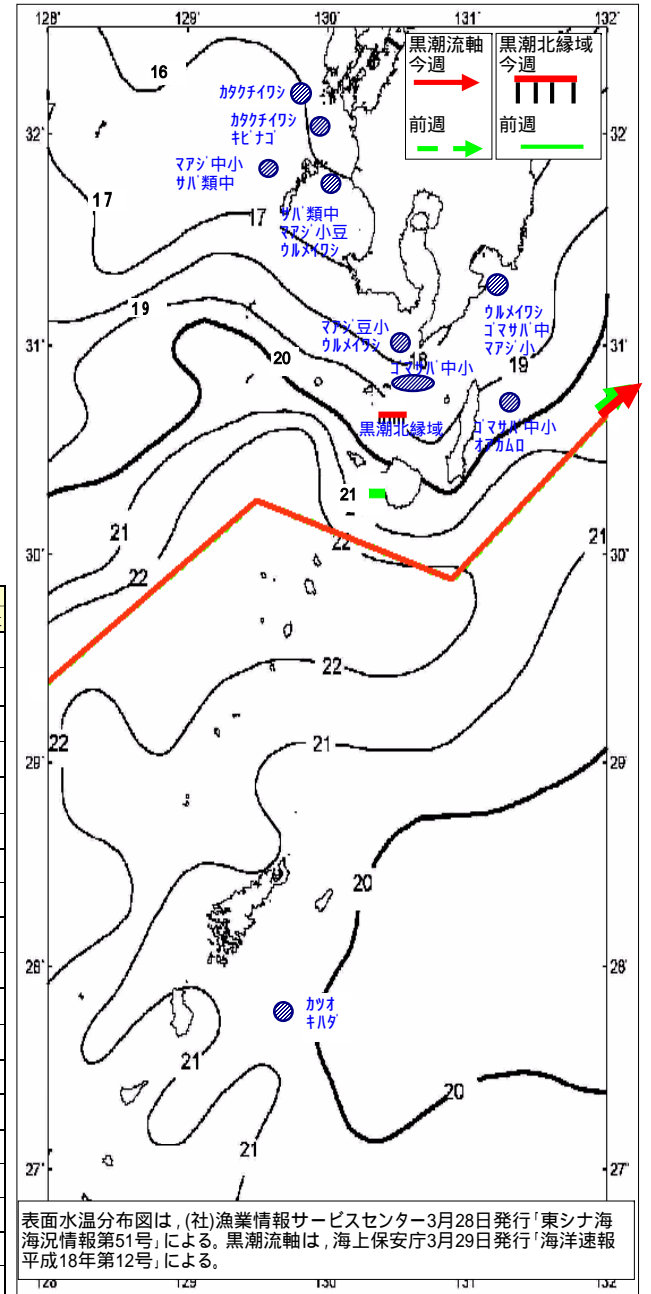 128° 129° 130° 131° 132°
黒潮流軸 黒潮北縁域
今週 今週
前週 前週
16
カタクチイワシ
カタクチイワシ
キビナゴ
32° 32°
マアジ中小
サバ類中
17
17
サバ類中
マアジ小豆
ウルメイワシ
19
ウルメイワシ
ゴマサバ中
マアジ小
マアジ豆小
ウルメイワシ
31° 31°
20
18
19
ゴマサバ中小
黒潮北縁域
ゴマサバ中小
オアカムロ
21
21
22
21
30° 30°
22
22
22
21
29° 29°
20
28° 28°
カツオ
キハダ
21
20
21
27° 27°
表面水温分布図は，(社)漁業情報サービスセンター3月28日発行「東シナ海
海況情報第51号」による。黒潮流軸は，海上保安庁3月29日発行「海洋速報
平成18年第12号」による。
128 129 130 131 132